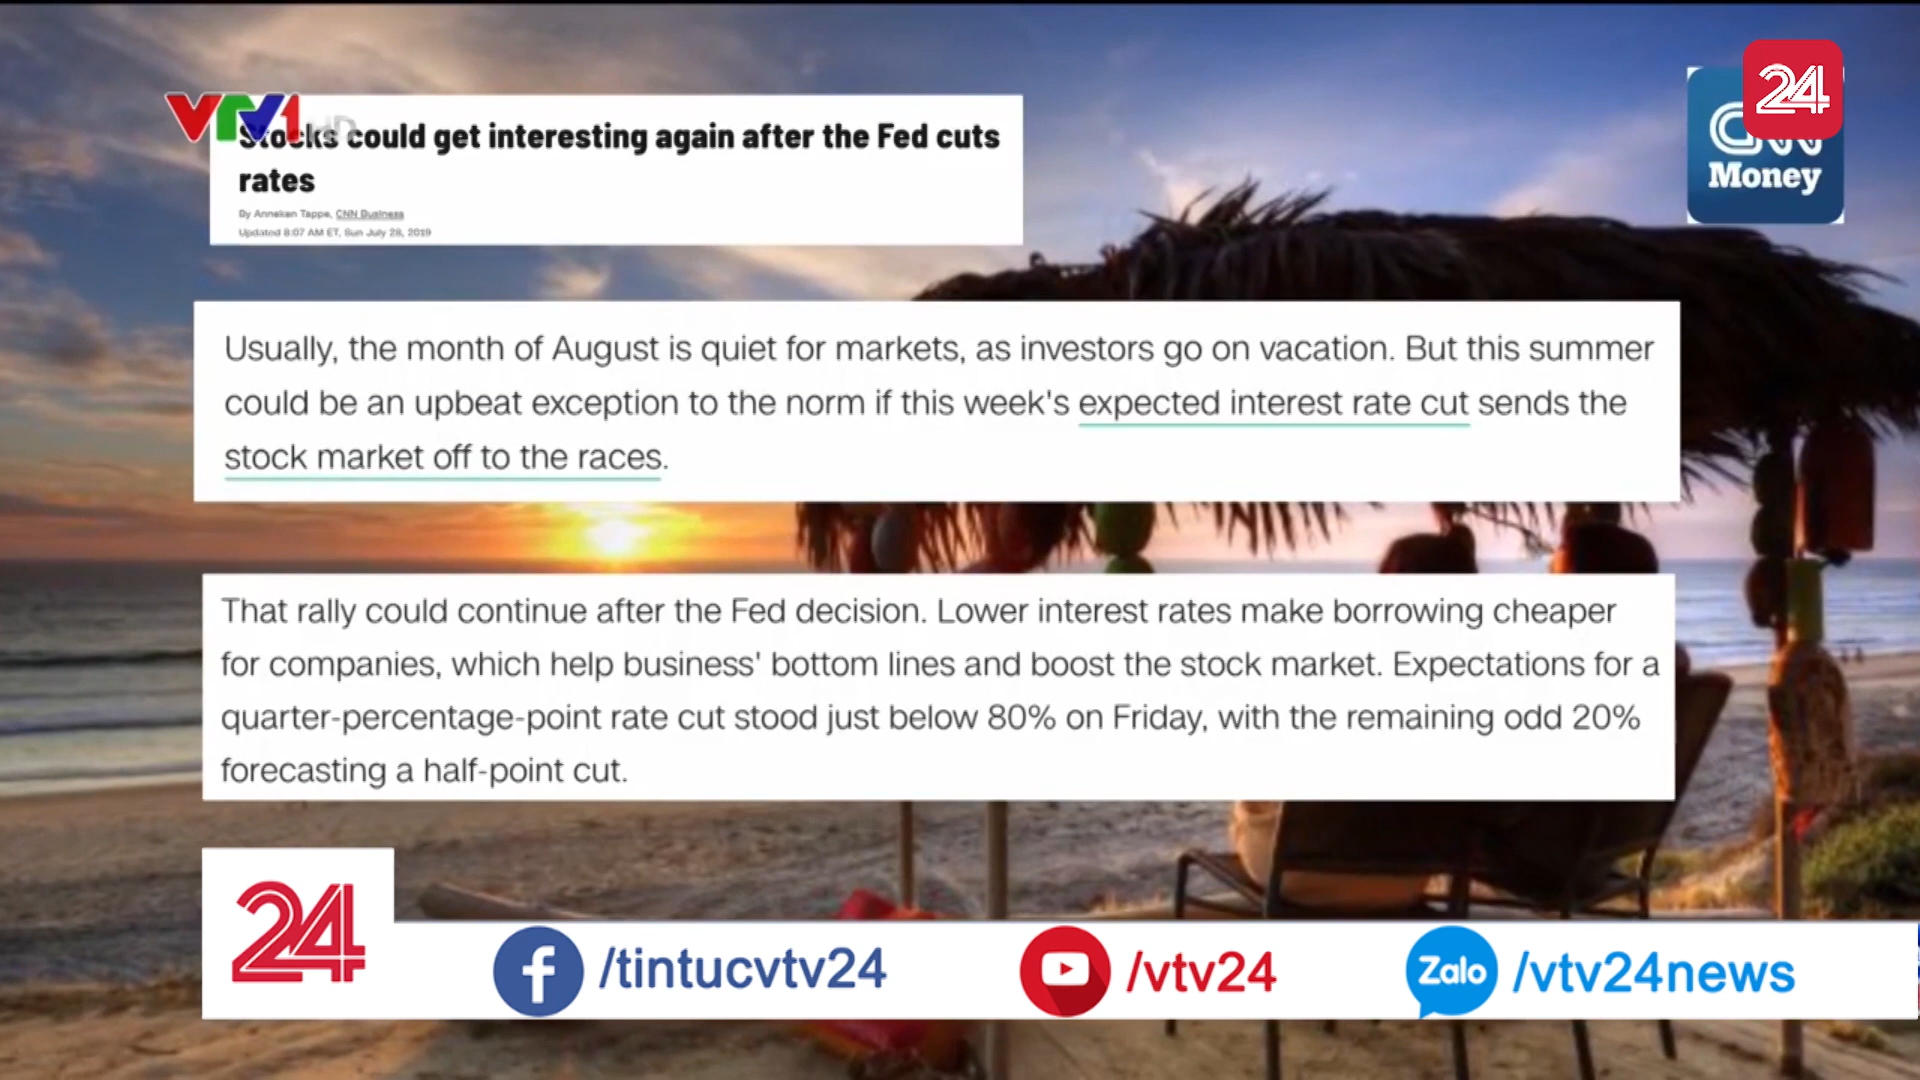 VTV1 HD
24
CNN
Money
Stocks could get interesting again after the Fed cuts
rates
By Anneken Tappe, CNN Business
Updated 8:07 AM ET, Sun July 28, 2019
Usually, the month of August is quiet for markets, as investors go on vacation. But this summer
could be an upbeat exception to the norm if this week's expected interest rate cut sends the
stock market off to the races.
That rally could continue after the Fed decision. Lower interest rates make borrowing cheaper
for companies, which help business' bottom lines and boost the stock market. Expectations for a
quarter-percentage-point rate cut stood just below 80% on Friday, with the remaining odd 20%
forecasting a half-point cut.
24
/tintucvtv24
/vtv24
Zalo /vtv24news